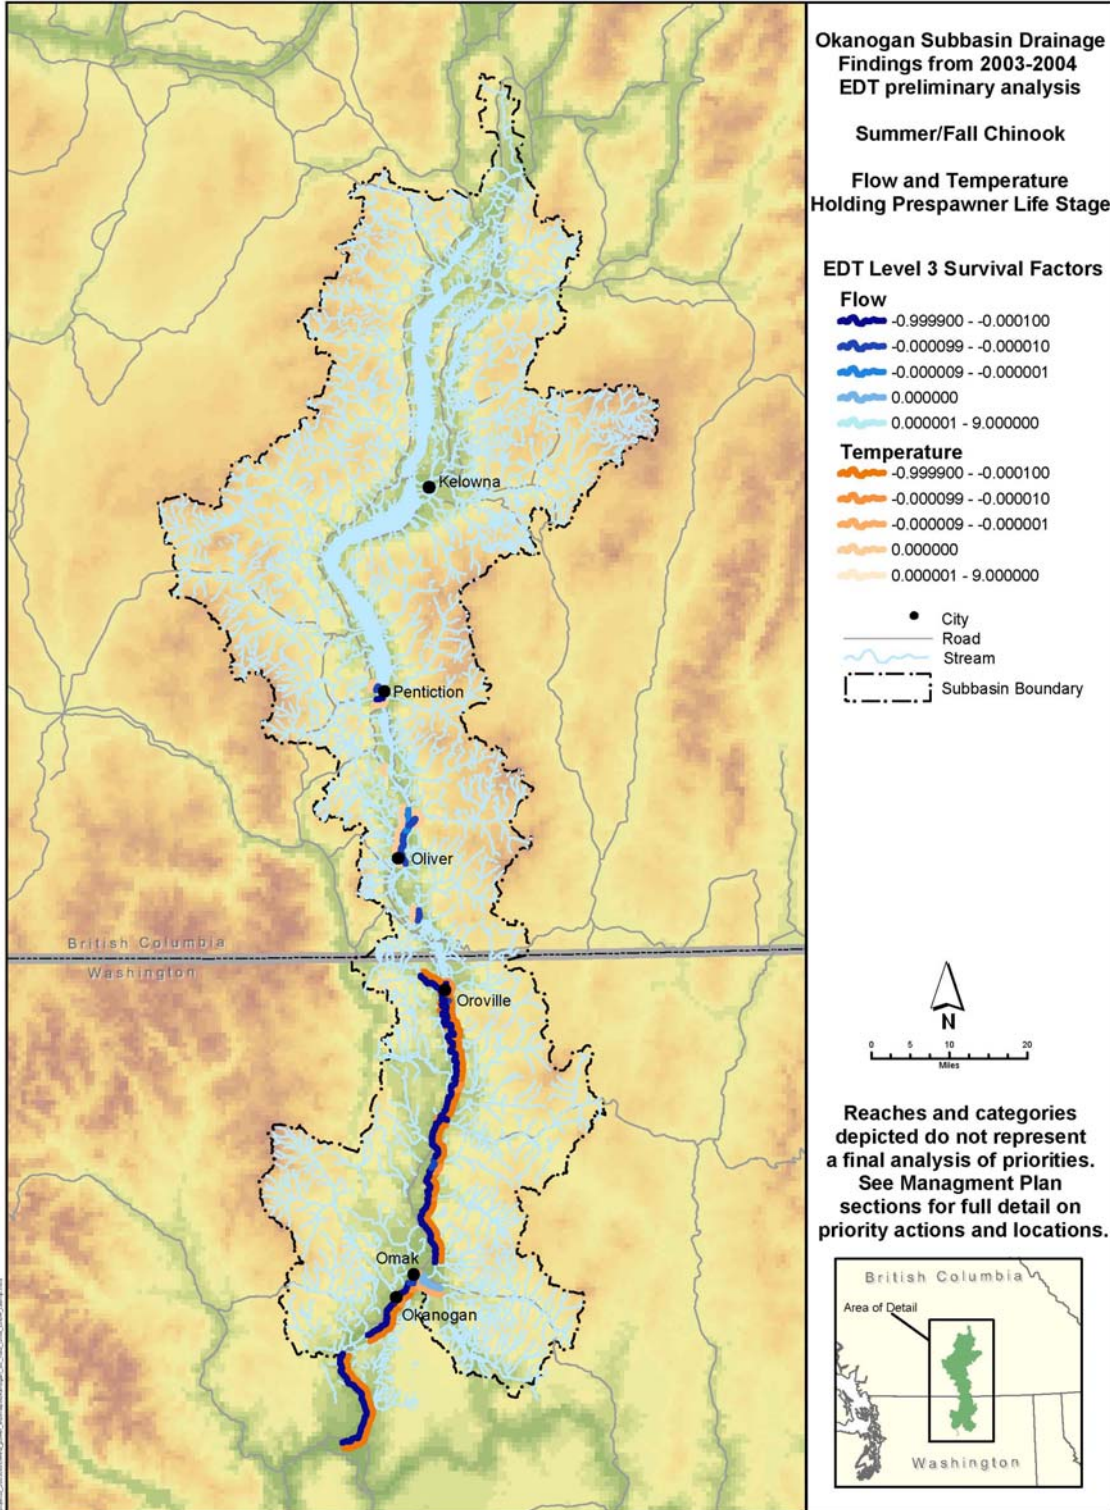 Okanogan Subbasin Drainage
Findings from 2003-2004
EDT preliminary analysis
Summer/Fall Chinook
Flow and Temperature
Holding Prespawner Life Stage
EDT Level 3 Survival Factors
Flow
-0.999900 - -0.000100
-0.000099 - -0.000010
-0.000009 - -0.000001
0.000000
0.000001 - 9.000000
Temperature
-0.999900 - -0.000100
-0.000099 - -0.000010
-0.000009 - -0.000001
0.000000
0.000001 - 9.000000
City
Road
Stream
Subbasin Boundary
Kelowna
Pentiction
Oliver
British Columbia
Washington
Oroville
Omak
Okanogan
N
0 5 10 20
Miles
Reaches and categories
depicted do not represent
a final analysis of priorities.
See Managment Plan
sections for full detail on
priority actions and locations.
British Columbia
Area of Detail
Washington